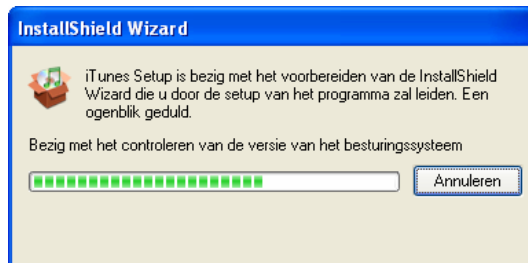 InstallShield Wizard
iTunes Setup is bezig met het voorbereiden van de InstallShield
Wizard die u door de setup van het programma zal leiden. Een
ogenblik geduld.
Bezig met het controleren van de versie van het besturingssysteem
Annuleren